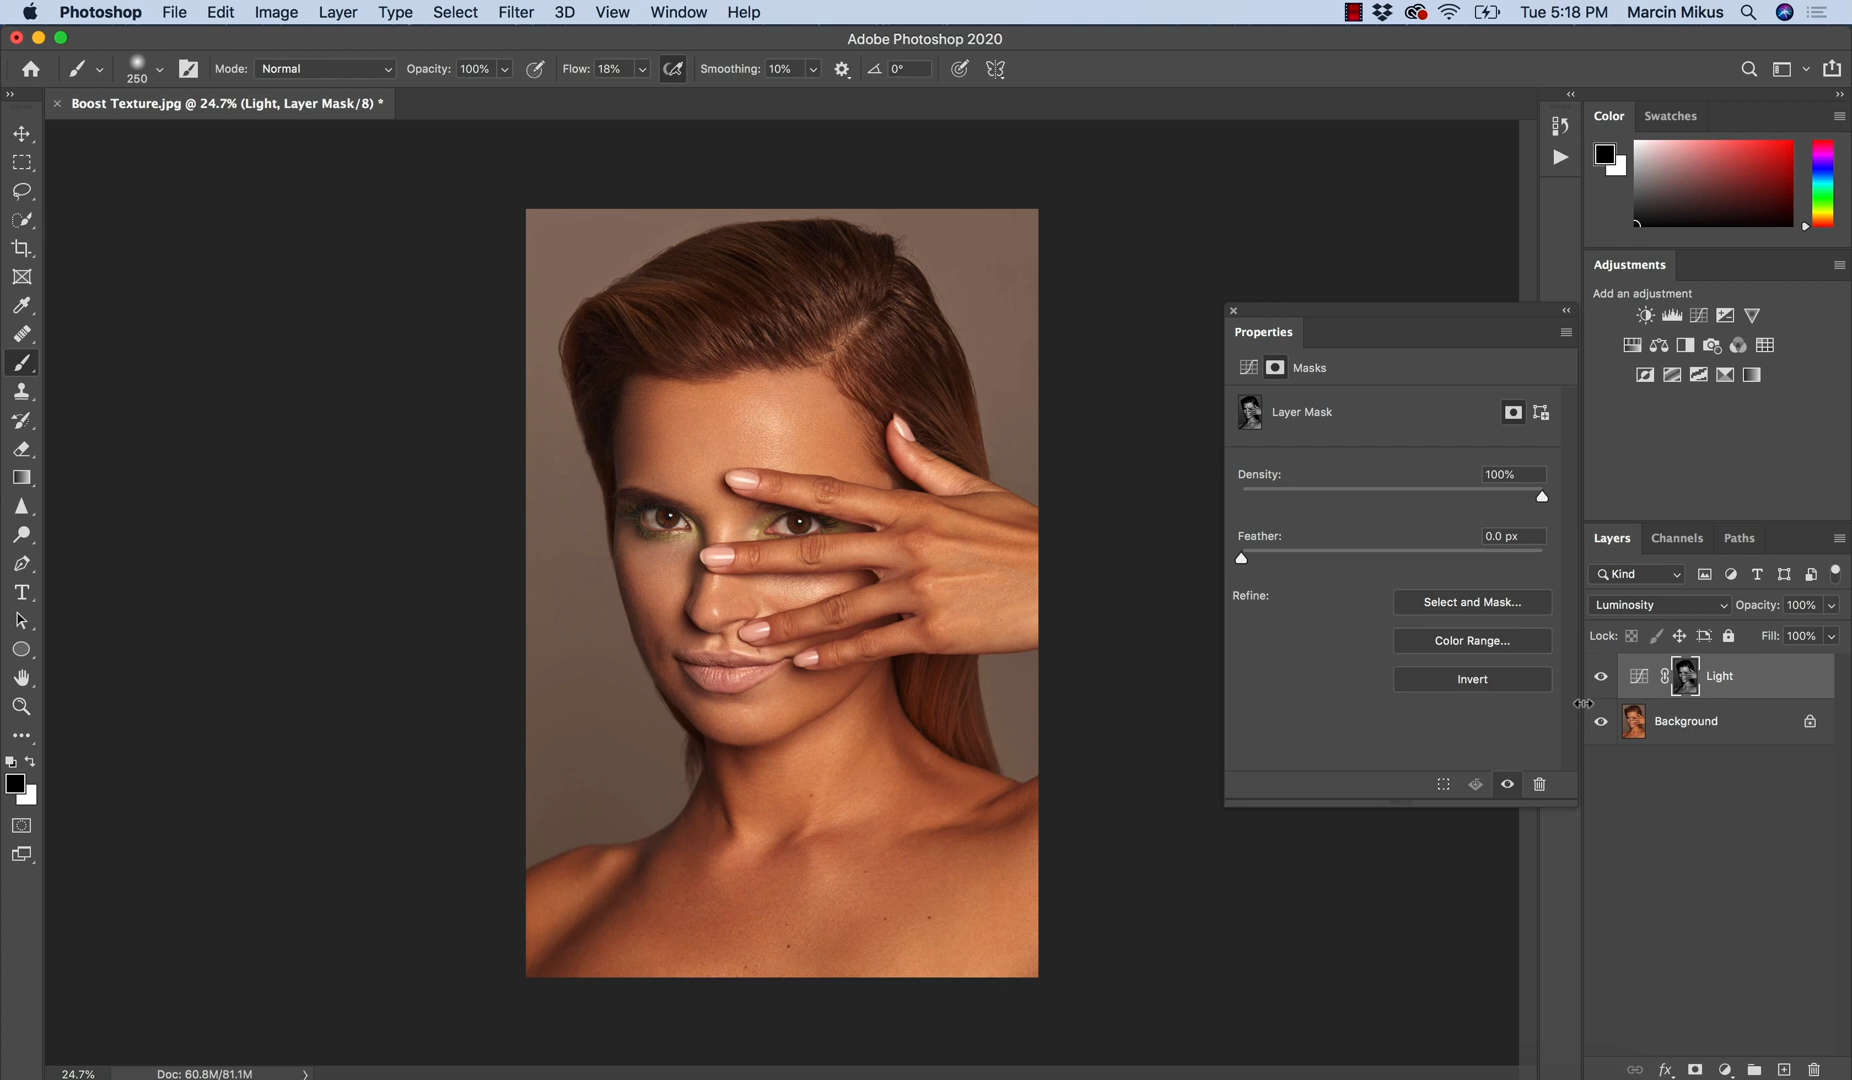 Photoshop File Edit Image Layer Type Select Filter 3D View Window Help Tue 5:18 PM Marcin Mikus
Adobe Photoshop 2020
250 Mode: Normal Opacity: 100% Flow: 18% Smoothing: 10% 0°
Boost Texture.jpg @ 24.7% (Light, Layer Mask/8) *
Color Swatches
Adjustments
Add an adjustment
Properties
Masks
Layer Mask
Density: 100%
Feather: 0.0 px
Refine: Select and Mask...
Color Range...
Invert
Layers Channels Paths
Kind
Luminosity Opacity: 100%
Lock: Fill: 100%
Light
Background
fx
24.7% Doc: 60.8M/81.1M